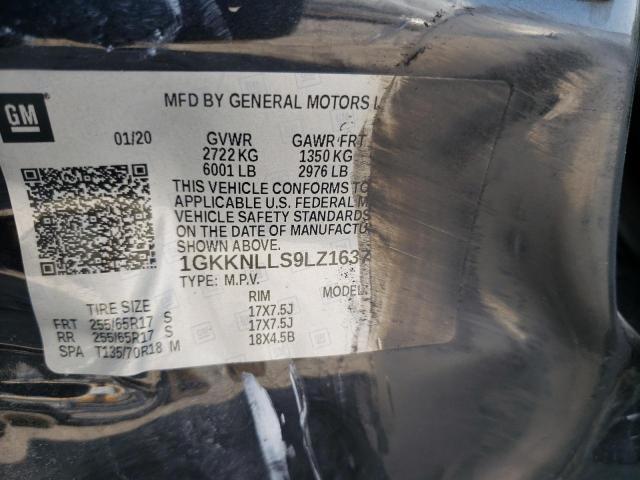 GM
MFD BY GENERAL MOTORS
01/20 GVWR GAWR FRT
2722 KG 1350 KG
6001 LB 2976 LB
THIS VEHICLE CONFORMS TO
APPLICABLE U.S. FEDERAL M
VEHICLE SAFETY STANDARDS
ON THE DATE OF MANUFACTU
SHOWN ABOVE.
1GKKNLLS9LZ1637
TYPE: M.P.V. MODEL:
TIRE SIZE RIM
FRT 255/65R17 S 17X7.5J
RR 255/65R17 S 17X7.5J
SPA T135/70R18 M 18X4.5B